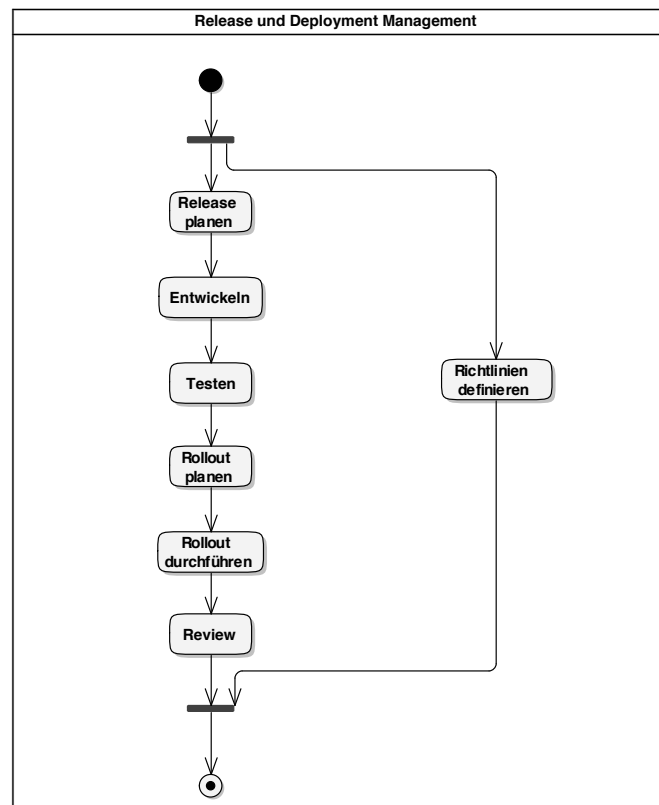 Release und Deployment Management
Release
planen
Entwickeln
Testen
Richtlinien
definieren
Rollout
planen
Rollout
durchführen
Review